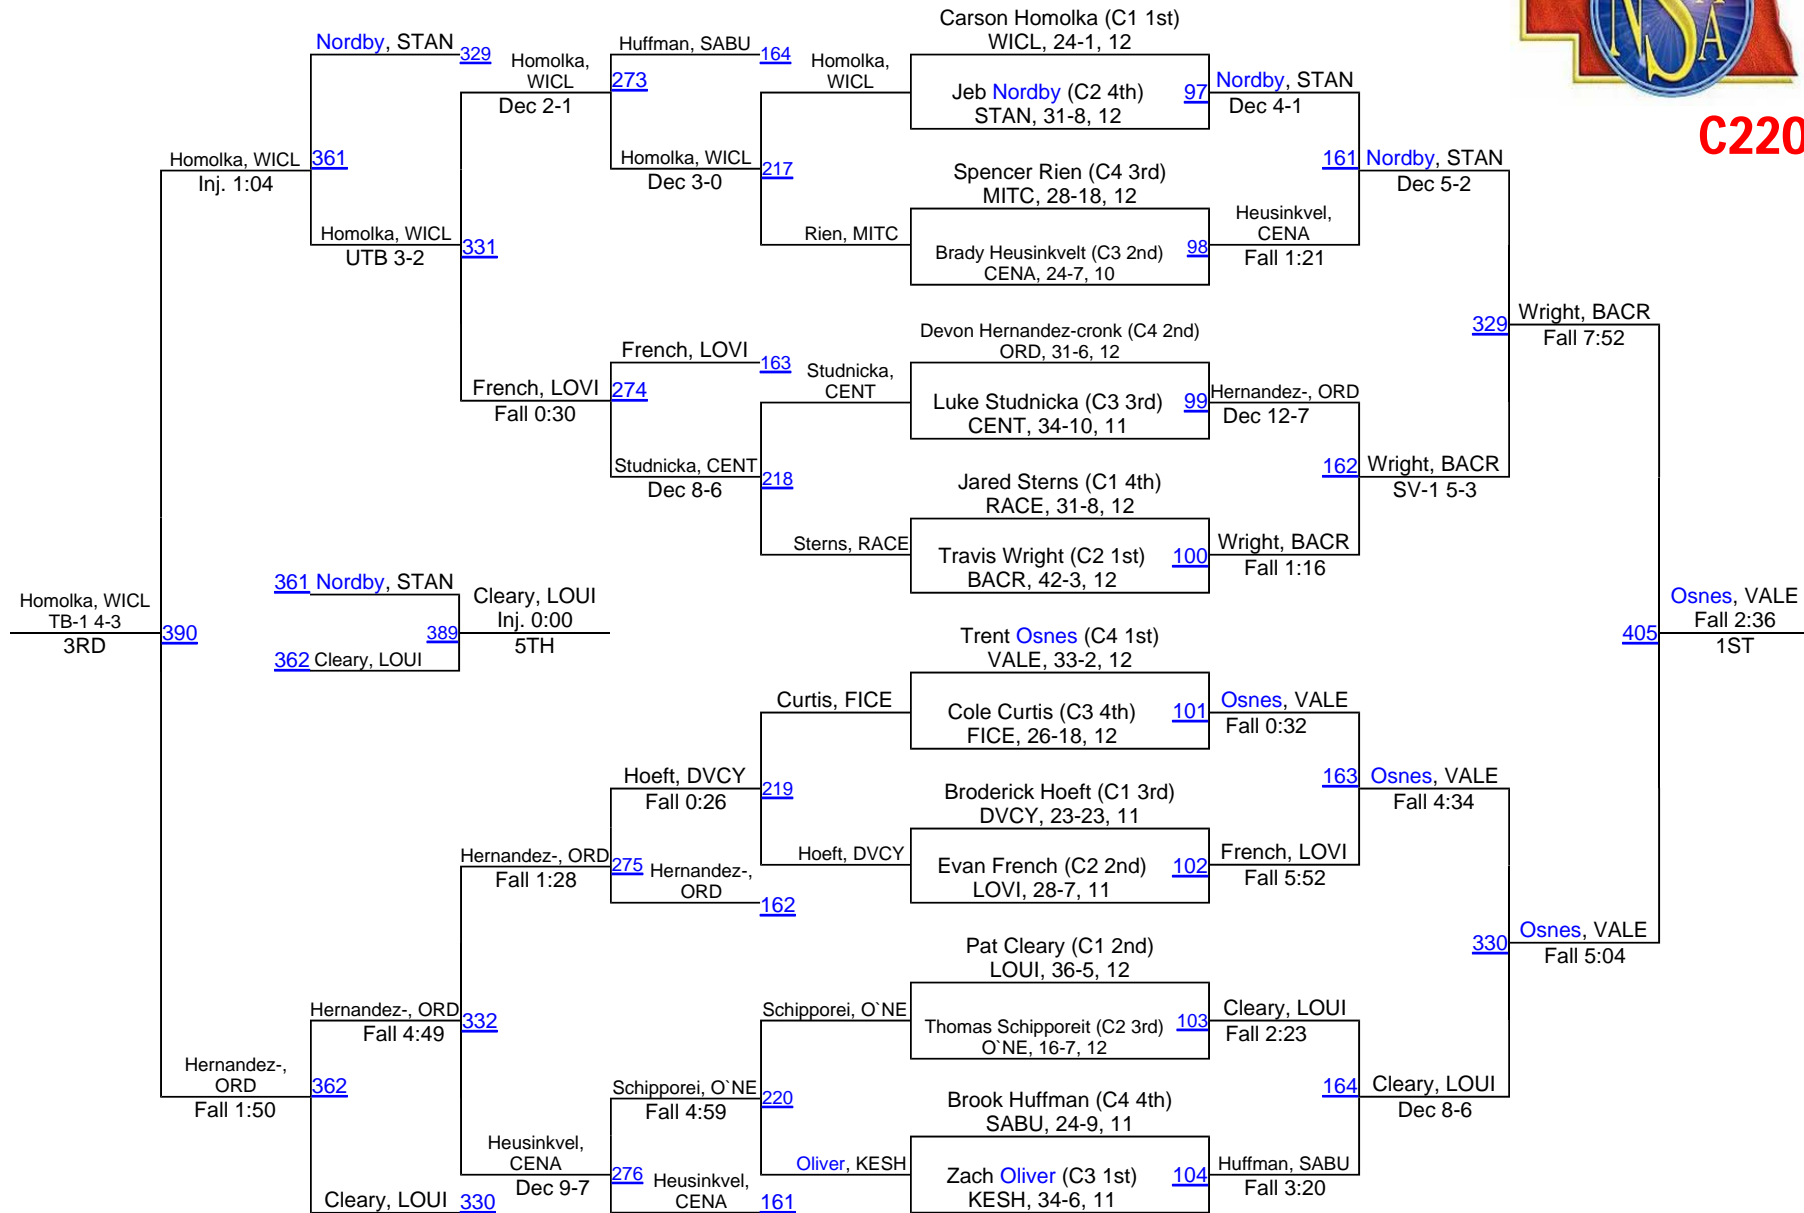 Carson Homolka (C1 1st)
WICL, 24-1, 12
Nordby, STAN
329
Homolka,
WICL
Dec 2-1
Huffman, SABU
164
273
Homolka,
WICL
Jeb Nordby (C2 4th)
STAN, 31-8, 12
97
Nordby, STAN
Dec 4-1
NSAA
C220
Homolka, WICL
Inj. 1:04
361
Homolka, WICL
Dec 3-0
217
Spencer Rien (C4 3rd)
MITC, 28-18, 12
161
Nordby, STAN
Dec 5-2
Homolka, WICL
UTB 3-2
331
Rien, MITC
Brady Heusinkvelt (C3 2nd)
CENA, 24-7, 10
98
Heusinkvel,
CENA
Fall 1:21
329
Wright, BACR
Fall 7:52
Devon Hernandez-cronk (C4 2nd)
ORD, 31-6, 12
French, LOVI
163
French, LOVI
Fall 0:30
274
Studnicka,
CENT
Luke Studnicka (C3 3rd)
CENT, 34-10, 11
99
Hernandez-, ORD
Dec 12-7
Studnicka, CENT
Dec 8-6
218
Jared Sterns (C1 4th)
RACE, 31-8, 12
162
Wright, BACR
SV-1 5-3
Sterns, RACE
Travis Wright (C2 1st)
BACR, 42-3, 12
100
Wright, BACR
Fall 1:16
361
Nordby, STAN
Cleary, LOUI
Inj. 0:00
5TH
389
362
Cleary, LOUI
Homolka, WICL
TB-1 4-3
3RD
390
Trent Osnes (C4 1st)
VALE, 33-2, 12
405
Osnes, VALE
Fall 2:36
1ST
Curtis, FICE
Cole Curtis (C3 4th)
FICE, 26-18, 12
101
Osnes, VALE
Fall 0:32
Hoeft, DVCY
Fall 0:26
219
Broderick Hoeft (C1 3rd)
DVCY, 23-23, 11
163
Osnes, VALE
Fall 4:34
Hernandez-, ORD
Fall 1:28
275
Hernandez-,
ORD
162
Hoeft, DVCY
Evan French (C2 2nd)
LOVI, 28-7, 11
102
French, LOVI
Fall 5:52
Pat Cleary (C1 2nd)
LOUI, 36-5, 12
330
Osnes, VALE
Fall 5:04
Hernandez-, ORD
Fall 4:49
332
Schipporei, O`NE
Thomas Schipporeit (C2 3rd)
O`NE, 16-7, 12
103
Cleary, LOUI
Fall 2:23
Hernandez-,
ORD
Fall 1:50
362
Schipporei, O`NE
Fall 4:59
220
Brook Huffman (C4 4th)
SABU, 24-9, 11
164
Cleary, LOUI
Dec 8-6
Heusinkvel,
CENA
Dec 9-7
276
Heusinkvel,
CENA
161
Oliver, KESH
Zach Oliver (C3 1st)
KESH, 34-6, 11
104
Huffman, SABU
Fall 3:20
Cleary, LOUI
330